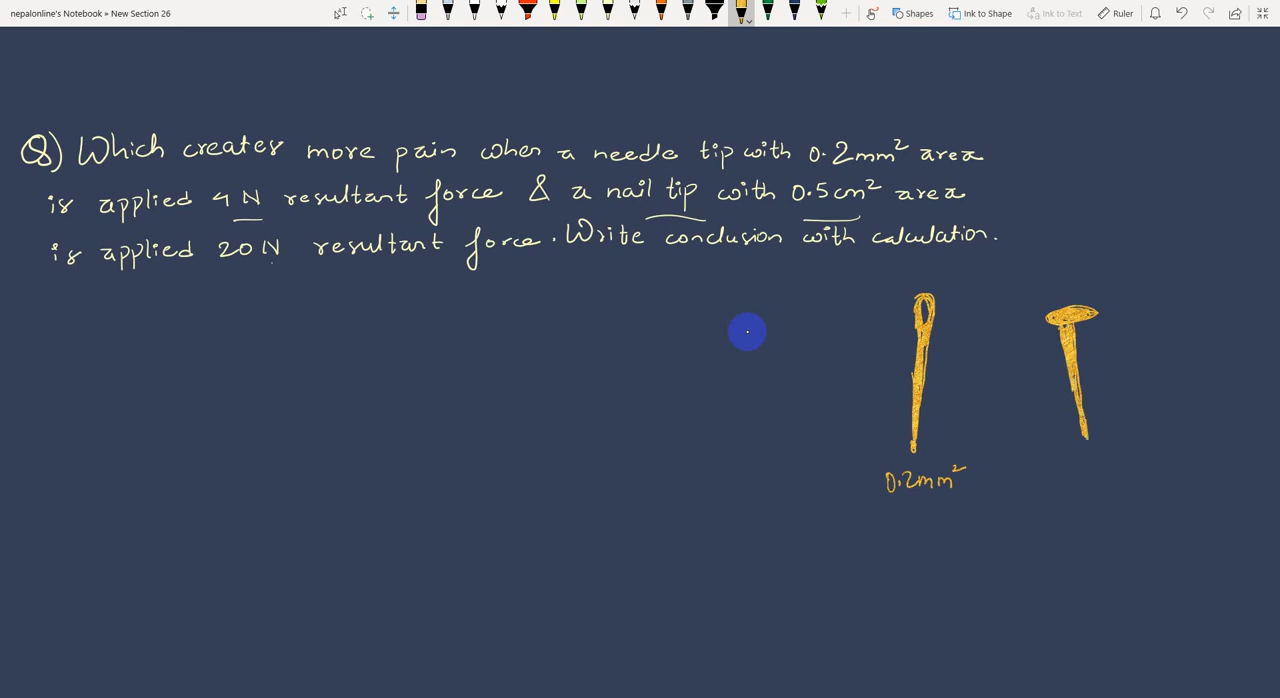 nepalonline's Notebook » New Section 26
Shapes Ink to Shape Ink to Text Ruler
Q) Which creates more pain when a needle tip with 0.2mm² area
is applied 4 N resultant force & a nail tip with 0.5cm² area
is applied 20 N resultant force. Write conclusion with calculation.
0.2mm²